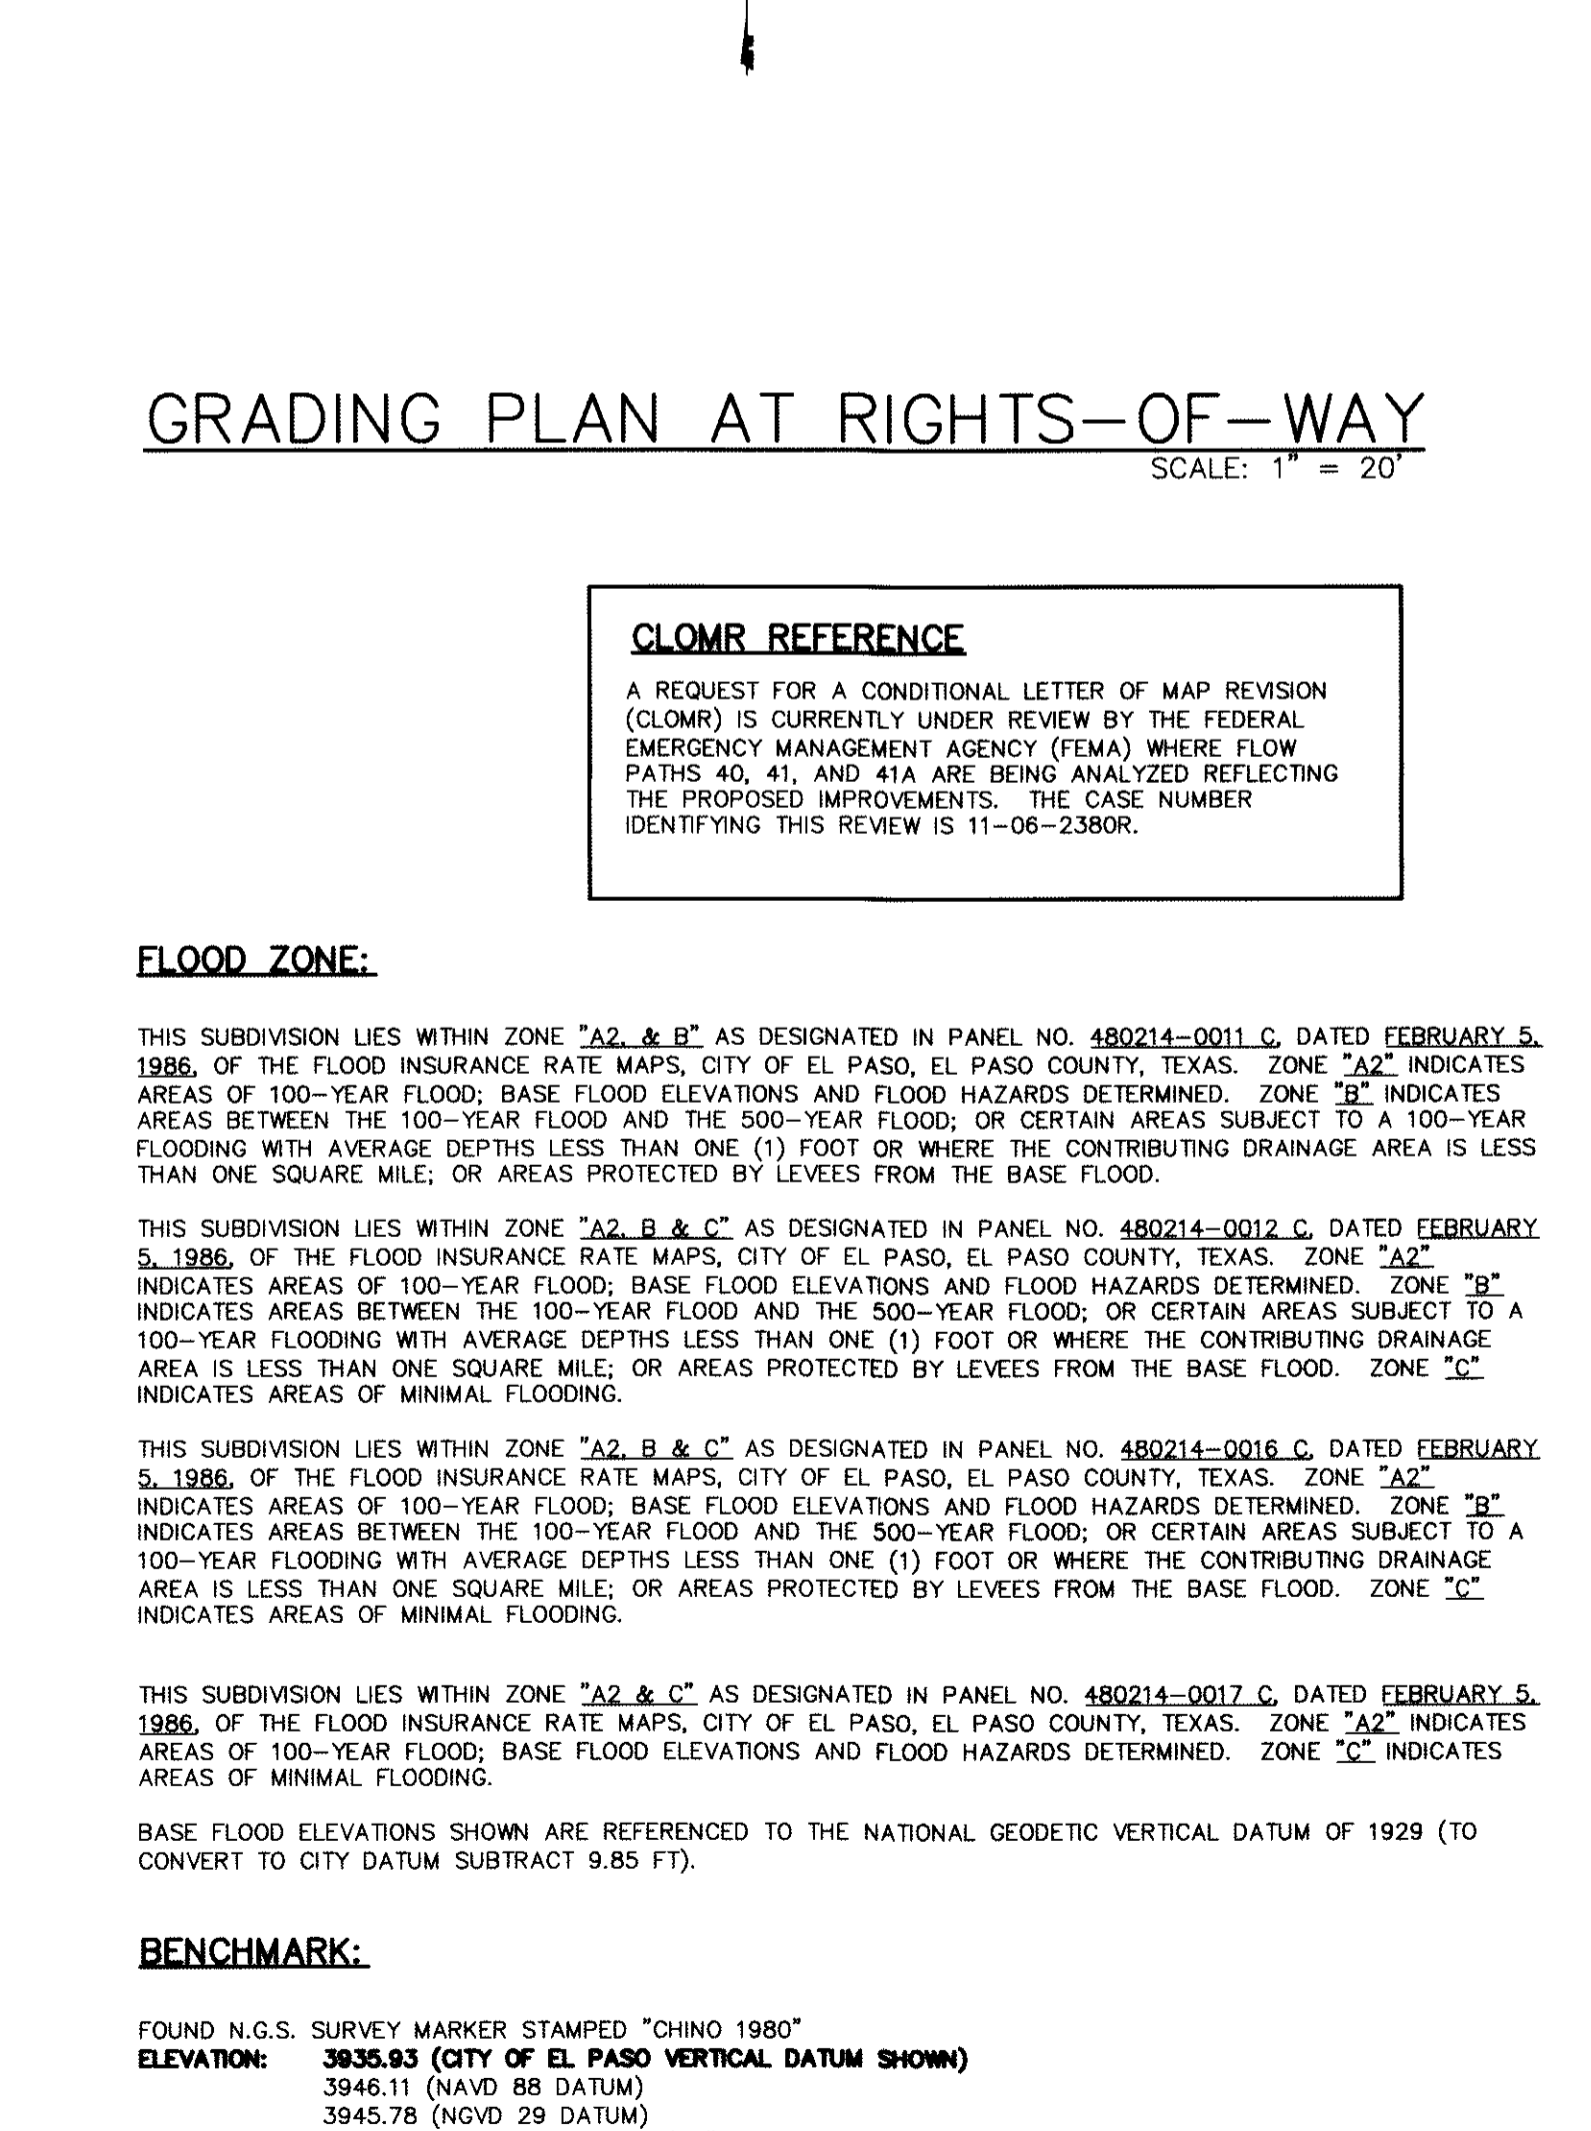 GRADING PLAN AT RIGHTS-OF-WAY
SCALE: 1" = 20'
CLOMR REFERENCE
A REQUEST FOR A CONDITIONAL LETTER OF MAP REVISION
(CLOMR) IS CURRENTLY UNDER REVIEW BY THE FEDERAL
EMERGENCY MANAGEMENT AGENCY (FEMA) WHERE FLOW
PATHS 40, 41, AND 41A ARE BEING ANALYZED REFLECTING
THE PROPOSED IMPROVEMENTS. THE CASE NUMBER
IDENTIFYING THIS REVIEW IS 11-06-2380R.
FLOOD ZONE:
THIS SUBDIVISION LIES WITHIN ZONE "A2, & B" AS DESIGNATED IN PANEL NO. 480214-0011 C, DATED FEBRUARY 5,
1986, OF THE FLOOD INSURANCE RATE MAPS, CITY OF EL PASO, EL PASO COUNTY, TEXAS. ZONE "A2" INDICATES
AREAS OF 100-YEAR FLOOD; BASE FLOOD ELEVATIONS AND FLOOD HAZARDS DETERMINED. ZONE "B" INDICATES
AREAS BETWEEN THE 100-YEAR FLOOD AND THE 500-YEAR FLOOD; OR CERTAIN AREAS SUBJECT TO A 100-YEAR
FLOODING WITH AVERAGE DEPTHS LESS THAN ONE (1) FOOT OR WHERE THE CONTRIBUTING DRAINAGE AREA IS LESS
THAN ONE SQUARE MILE; OR AREAS PROTECTED BY LEVEES FROM THE BASE FLOOD.
THIS SUBDIVISION LIES WITHIN ZONE "A2, B & C" AS DESIGNATED IN PANEL NO. 480214-0012 C, DATED FEBRUARY
5, 1986, OF THE FLOOD INSURANCE RATE MAPS, CITY OF EL PASO, EL PASO COUNTY, TEXAS. ZONE "A2"
INDICATES AREAS OF 100-YEAR FLOOD; BASE FLOOD ELEVATIONS AND FLOOD HAZARDS DETERMINED. ZONE "B"
INDICATES AREAS BETWEEN THE 100-YEAR FLOOD AND THE 500-YEAR FLOOD; OR CERTAIN AREAS SUBJECT TO A
100-YEAR FLOODING WITH AVERAGE DEPTHS LESS THAN ONE (1) FOOT OR WHERE THE CONTRIBUTING DRAINAGE
AREA IS LESS THAN ONE SQUARE MILE; OR AREAS PROTECTED BY LEVEES FROM THE BASE FLOOD. ZONE "C"
INDICATES AREAS OF MINIMAL FLOODING.
THIS SUBDIVISION LIES WITHIN ZONE "A2, B & C" AS DESIGNATED IN PANEL NO. 480214-0016 C, DATED FEBRUARY
5, 1986, OF THE FLOOD INSURANCE RATE MAPS, CITY OF EL PASO, EL PASO COUNTY, TEXAS. ZONE "A2"
INDICATES AREAS OF 100-YEAR FLOOD; BASE FLOOD ELEVATIONS AND FLOOD HAZARDS DETERMINED. ZONE "B"
INDICATES AREAS BETWEEN THE 100-YEAR FLOOD AND THE 500-YEAR FLOOD; OR CERTAIN AREAS SUBJECT TO A
100-YEAR FLOODING WITH AVERAGE DEPTHS LESS THAN ONE (1) FOOT OR WHERE THE CONTRIBUTING DRAINAGE
AREA IS LESS THAN ONE SQUARE MILE; OR AREAS PROTECTED BY LEVEES FROM THE BASE FLOOD. ZONE "C"
INDICATES AREAS OF MINIMAL FLOODING.
THIS SUBDIVISION LIES WITHIN ZONE "A2 & C" AS DESIGNATED IN PANEL NO. 480214-0017 C, DATED FEBRUARY 5,
1986, OF THE FLOOD INSURANCE RATE MAPS, CITY OF EL PASO, EL PASO COUNTY, TEXAS. ZONE "A2" INDICATES
AREAS OF 100-YEAR FLOOD; BASE FLOOD ELEVATIONS AND FLOOD HAZARDS DETERMINED. ZONE "C" INDICATES
AREAS OF MINIMAL FLOODING.
BASE FLOOD ELEVATIONS SHOWN ARE REFERENCED TO THE NATIONAL GEODETIC VERTICAL DATUM OF 1929 (TO
CONVERT TO CITY DATUM SUBTRACT 9.85 FT).
BENCHMARK:
FOUND N.G.S. SURVEY MARKER STAMPED "CHINO 1980"
ELEVATION: 3935.93 (CITY OF EL PASO VERTICAL DATUM SHOWN)
3946.11 (NAVD 88 DATUM)
3945.78 (NGVD 29 DATUM)